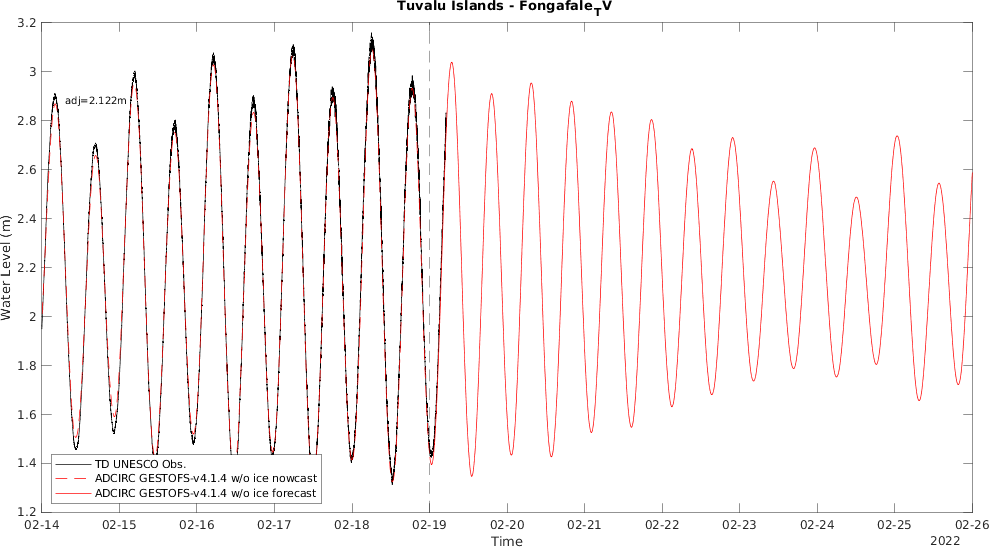 Tuvalu Islands - Fongafale_TV
3.2
3
2.8
2.6
2.4
2.2
2
1.8
1.6
1.4
1.2
Water Level (m)
adj=2.122m
TD UNESCO Obs.
ADCIRC GESTOFS-v4.1.4 w/o ice nowcast
ADCIRC GESTOFS-v4.1.4 w/o ice forecast
02-14 02-15 02-16 02-17 02-18 02-19 02-20 02-21 02-22 02-23 02-24 02-25 02-26
Time
2022